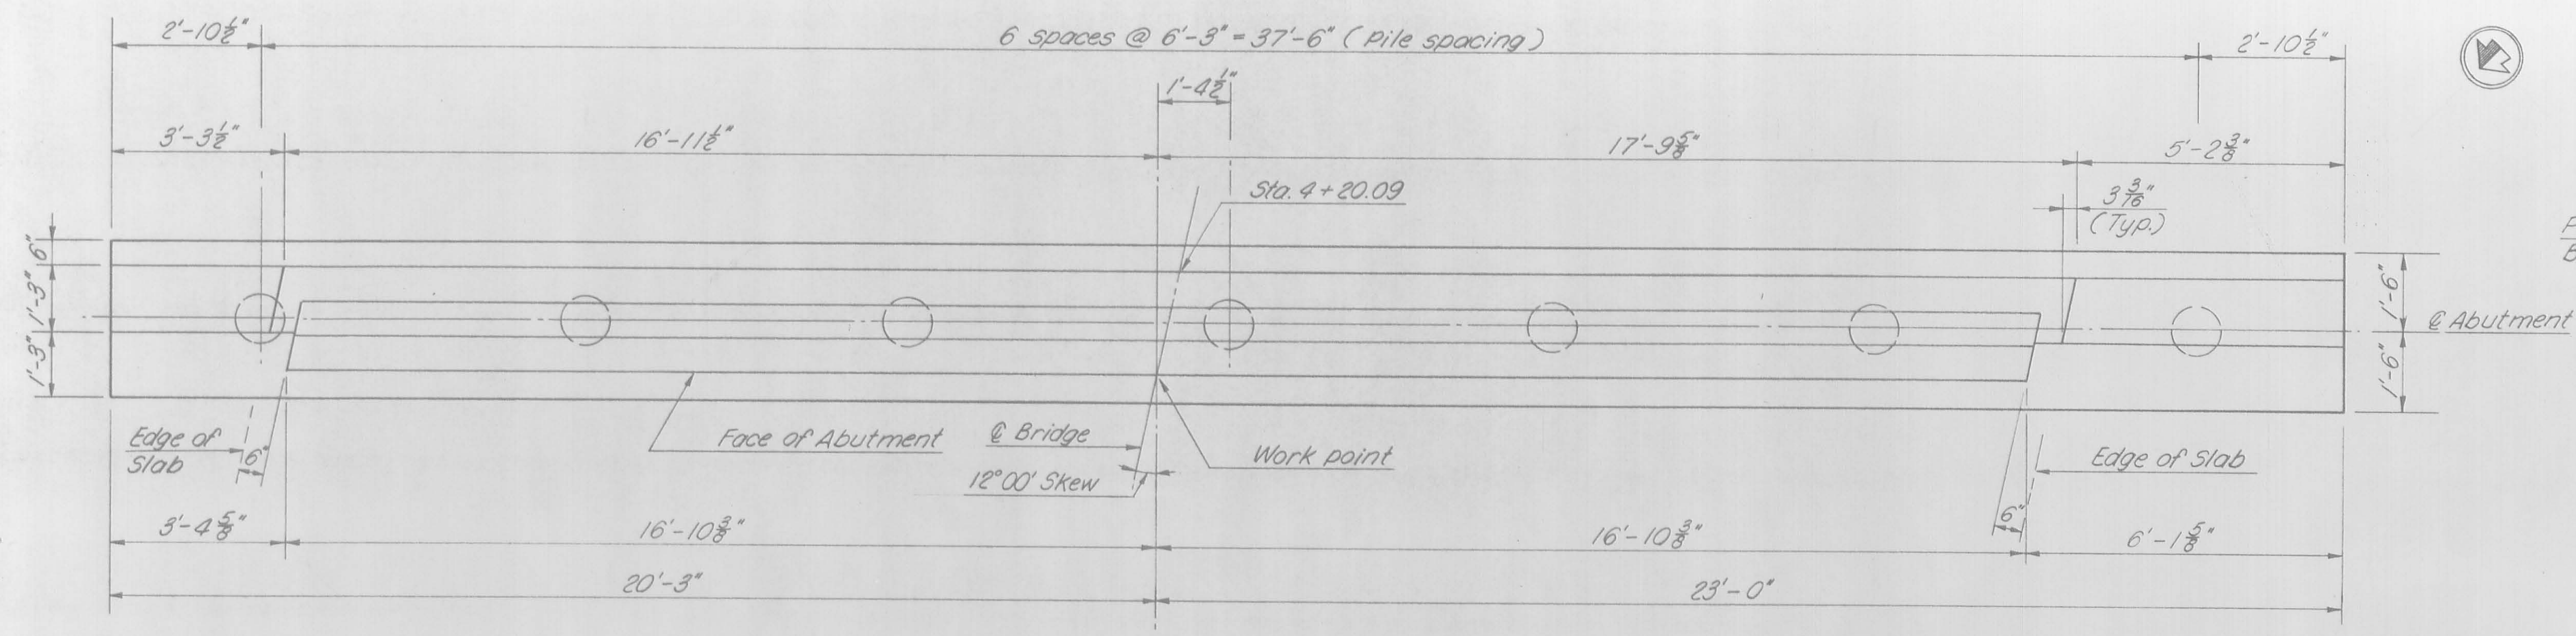 2'-10½"
6 spaces @ 6'-3" = 37'-6" (pile spacing)
2'-10½"
1'-4½"
3'-3½"
16'-11½"
17'-9⅝"
5'-2⅜"
Sta. 4+20.09
3 3/16"
(Typ.)
6"
1'-3"
1'-3"
1'-6"
1'-6"
℄ Abutment
Edge of
Slab
6"
Face of Abutment
℄ Bridge
12°00' Skew
Work point
Edge of Slab
6"
3'-4⅝"
16'-10⅜"
16'-10⅜"
6'-1⅝"
20'-3"
23'-0"